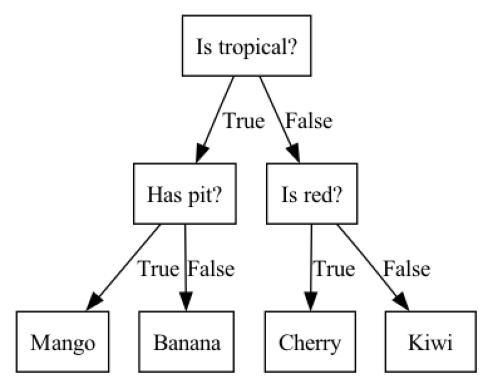 Is tropical?
True
False
Has pit?
Is red?
True
False
True
False
Mango
Banana
Cherry
Kiwi